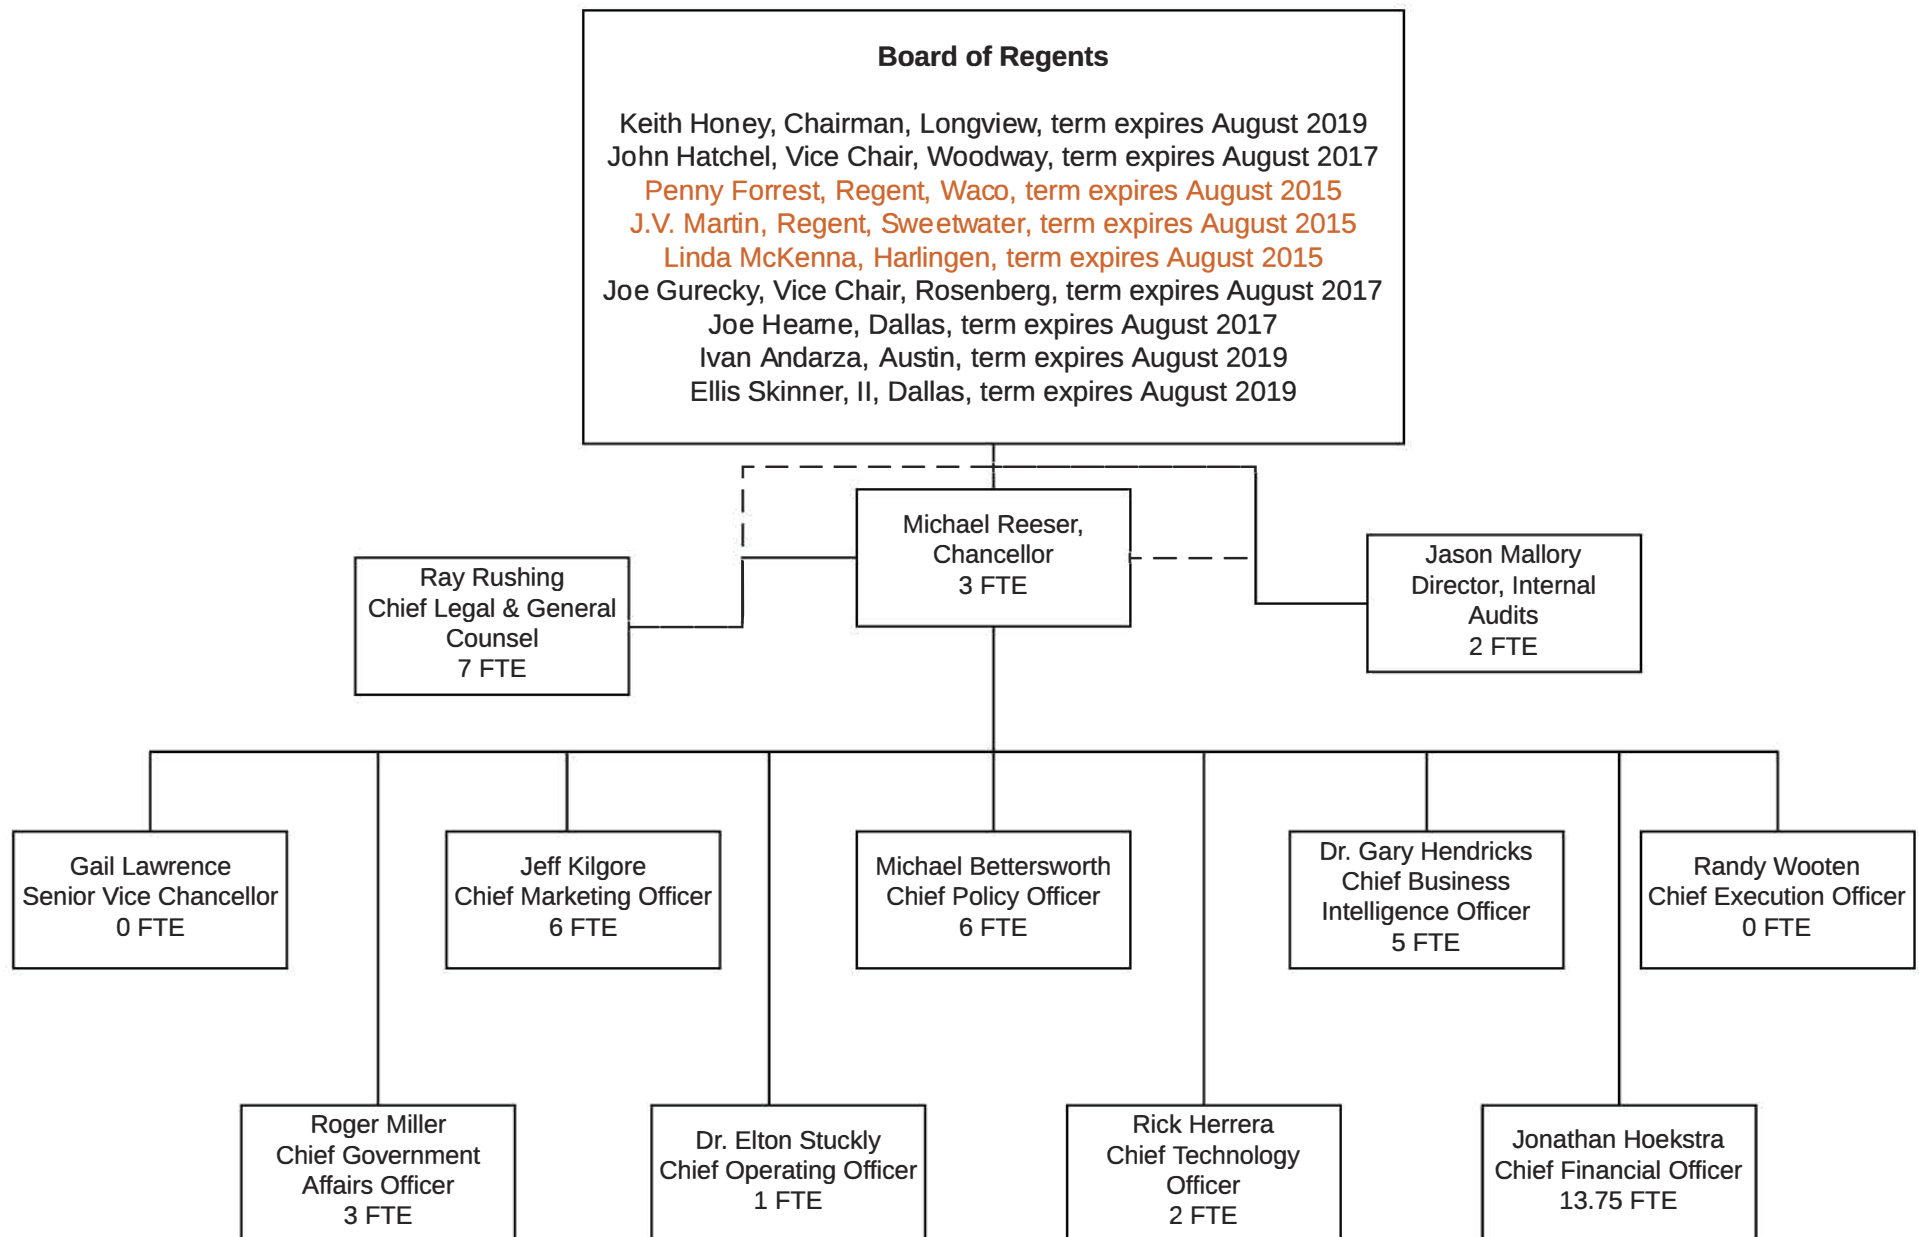 Board of Regents
Keith Honey, Chairman, Longview, term expires August 2019
John Hatchel, Vice Chair, Woodway, term expires August 2017
Penny Forrest, Regent, Waco, term expires August 2015
J.V. Martin, Regent, Sweetwater, term expires August 2015
Linda McKenna, Harlingen, term expires August 2015
Joe Gurecky, Vice Chair, Rosenberg, term expires August 2017
Joe Hearne, Dallas, term expires August 2017
Ivan Andarza, Austin, term expires August 2019
Ellis Skinner, II, Dallas, term expires August 2019
Michael Reeser,
Chancellor
3 FTE
Ray Rushing
Chief Legal & General
Counsel
7 FTE
Jason Mallory
Director, Internal
Audits
2 FTE
Gail Lawrence
Senior Vice Chancellor
0 FTE
Jeff Kilgore
Chief Marketing Officer
6 FTE
Michael Bettersworth
Chief Policy Officer
6 FTE
Dr. Gary Hendricks
Chief Business
Intelligence Officer
5 FTE
Randy Wooten
Chief Execution Officer
0 FTE
Roger Miller
Chief Government
Affairs Officer
3 FTE
Dr. Elton Stuckly
Chief Operating Officer
1 FTE
Rick Herrera
Chief Technology
Officer
2 FTE
Jonathan Hoekstra
Chief Financial Officer
13.75 FTE